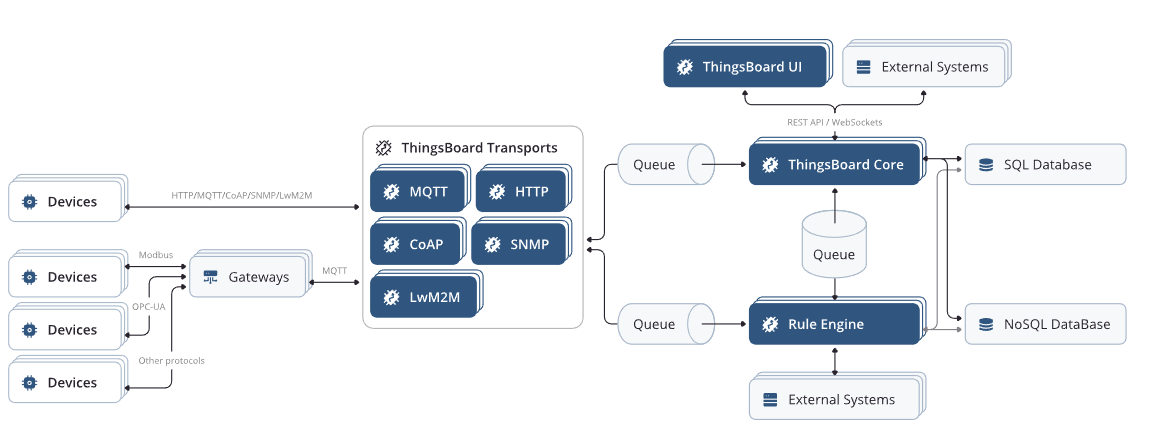 ThingsBoard UI
External Systems
REST API / WebSockets
ThingsBoard Transports
MQTT
HTTP
CoAP
SNMP
LwM2M
Devices
HTTP/MQTT/CoAP/SNMP/LwM2M
Devices
Modbus
Gateways
MQTT
OPC-UA
Devices
Other protocols
Devices
Queue
ThingsBoard Core
SQL Database
Queue
Queue
Rule Engine
NoSQL DataBase
External Systems